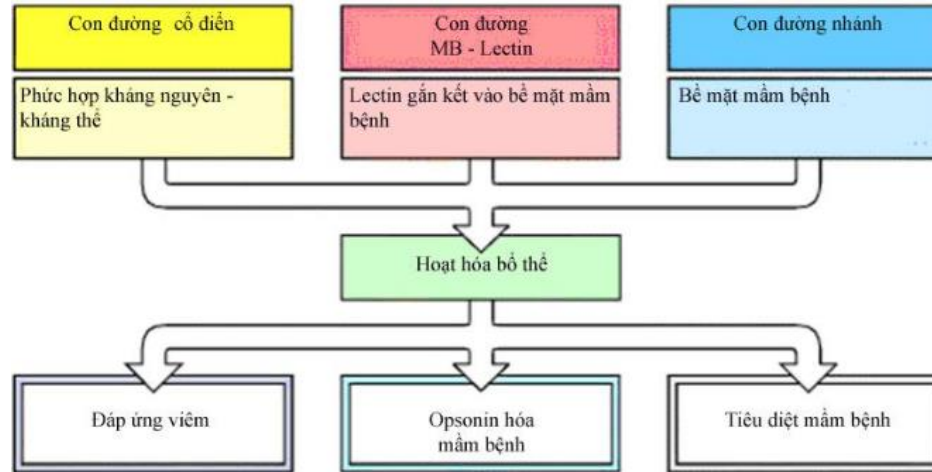 Con đường cổ điển
Con đường
MB - Lectin
Con đường nhánh
Phức hợp kháng nguyên -
kháng thể
Lectin gắn kết vào bề mặt mầm
bệnh
Bề mặt mầm bệnh
Hoạt hóa bổ thể
Đáp ứng viêm
Opsonin hóa
mầm bệnh
Tiêu diệt mầm bệnh